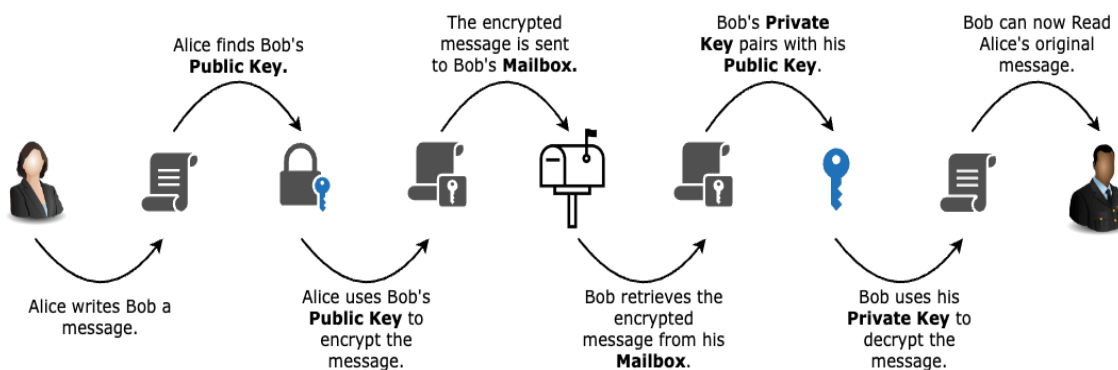 Alice writes Bob a
message.
Alice finds Bob's
Public Key.
Alice uses Bob's
Public Key to
encrypt the
message.
The encrypted
message is sent
to Bob's Mailbox.
Bob retrieves the
encrypted
message from his
Mailbox.
Bob's Private
Key pairs with his
Public Key.
Bob uses his
Private Key to
decrypt the
message.
Bob can now Read
Alice's original
message.